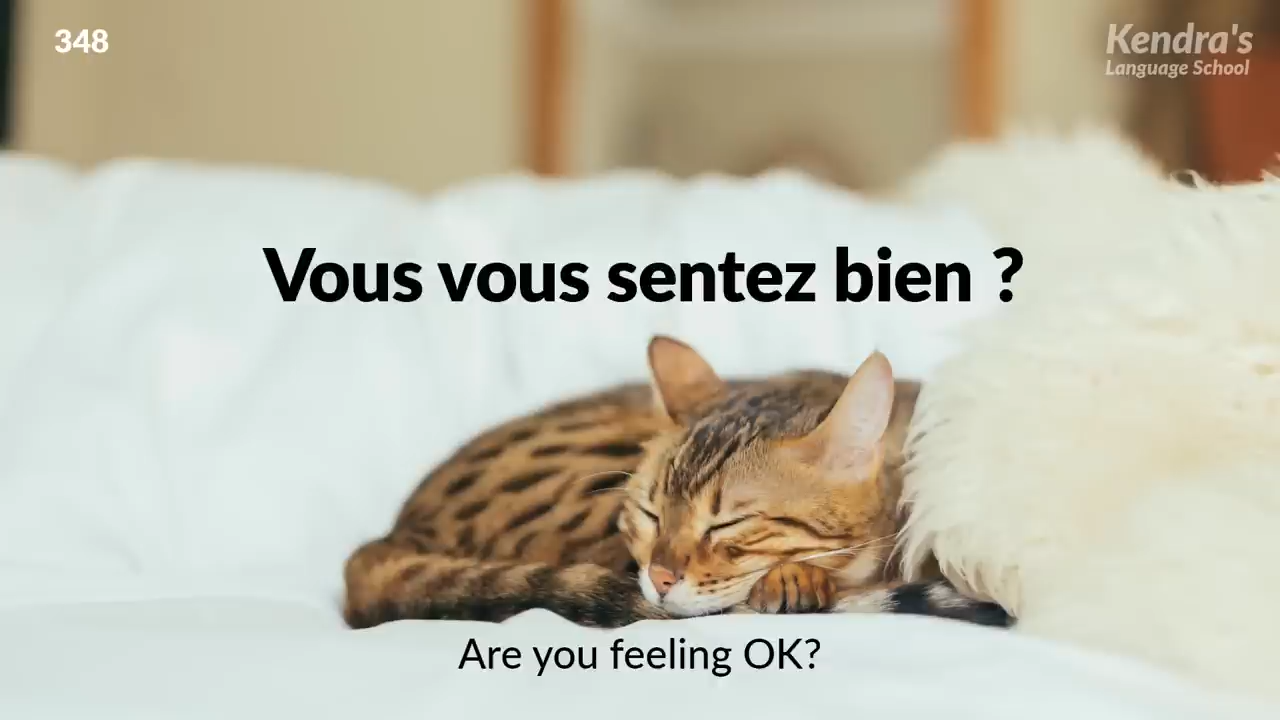 348
Kendra's
Language School
Vous vous sentez bien ?
Are you feeling OK?